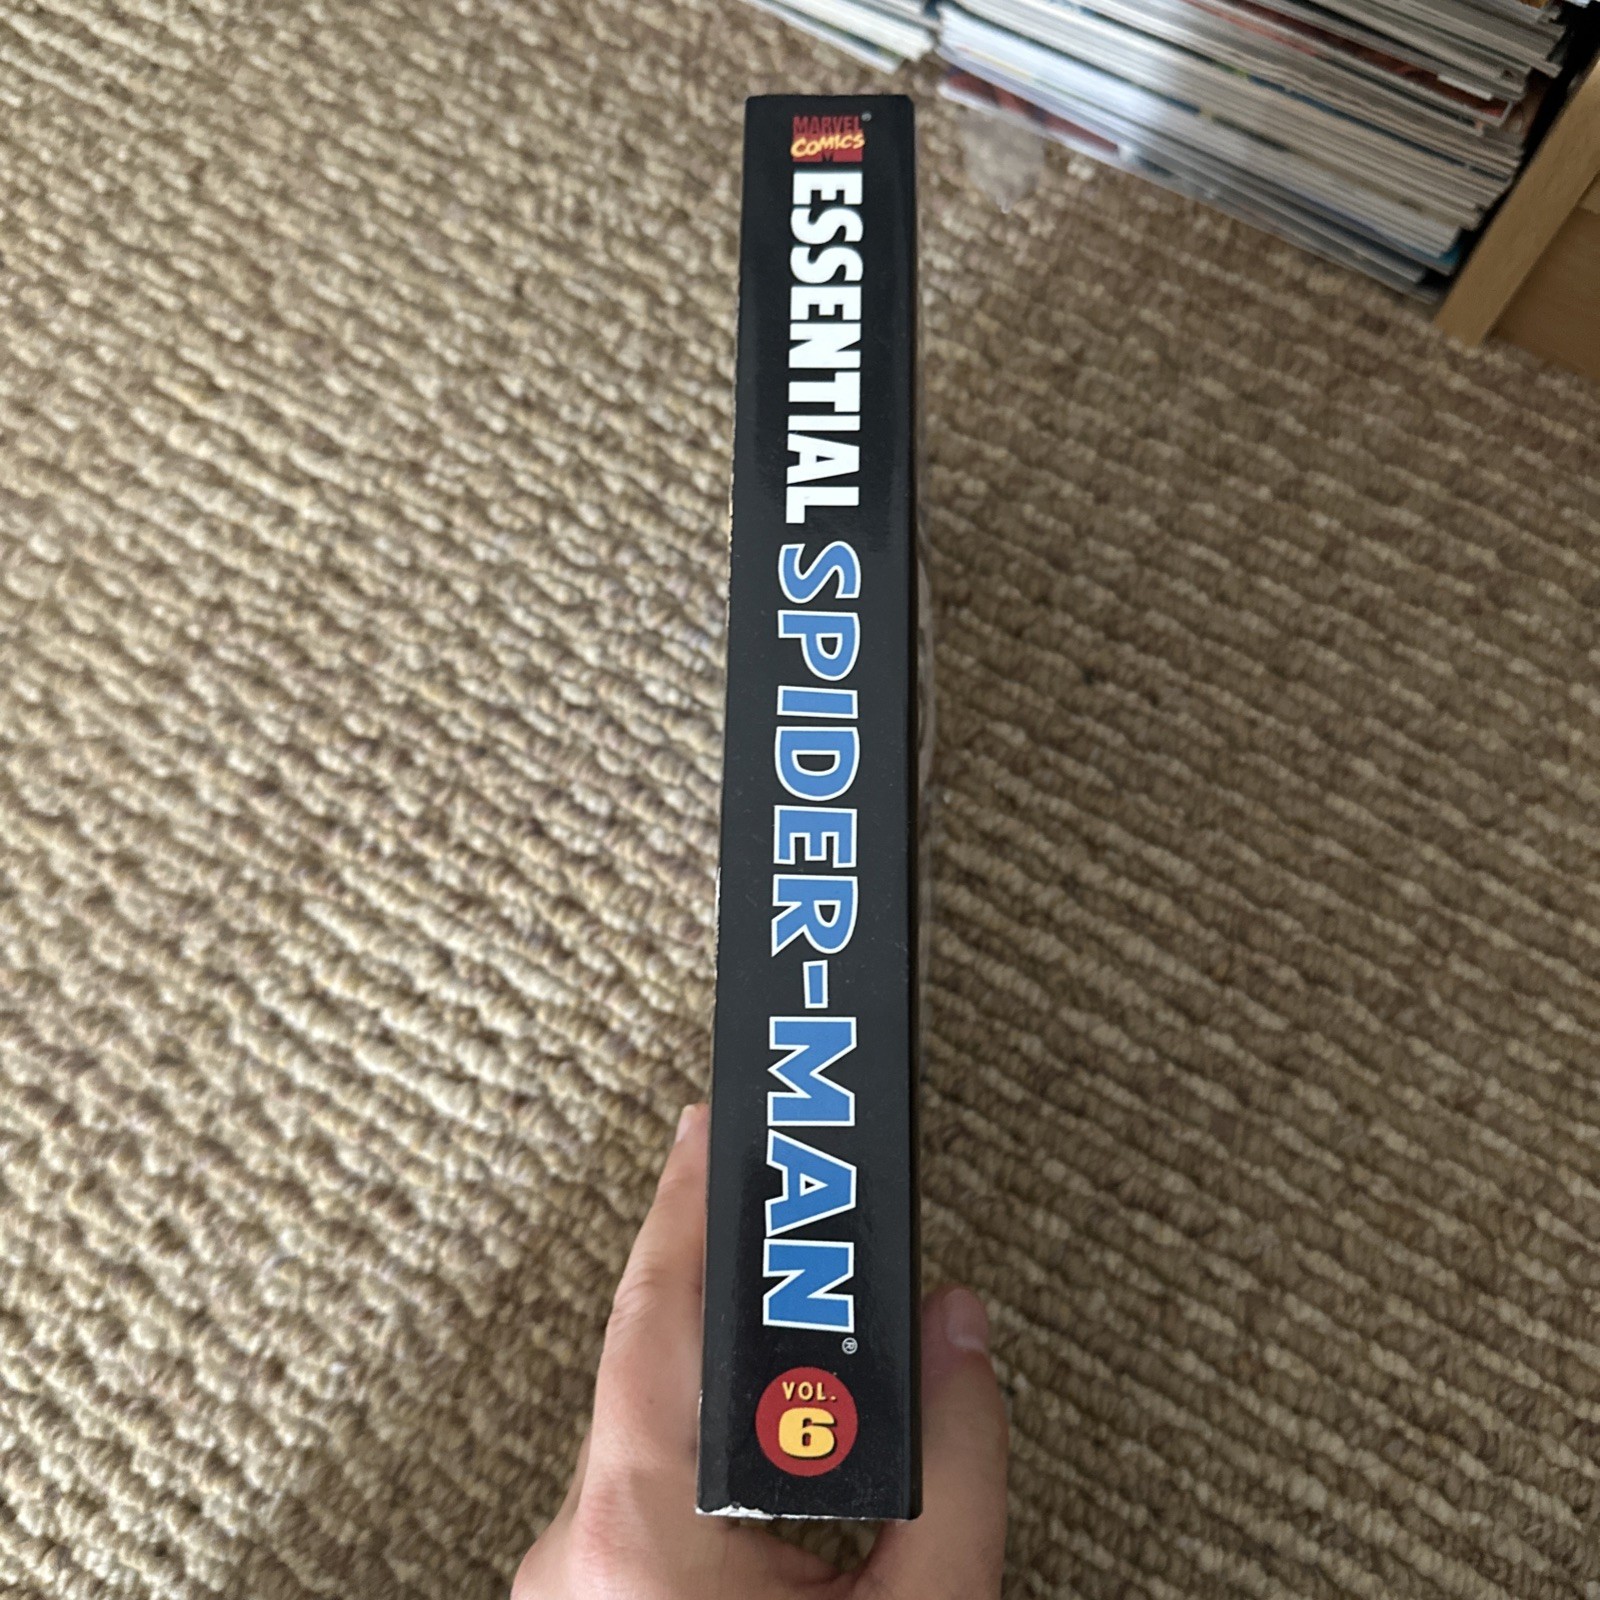 MARVEL®
COMICS
ESSENTIAL SPIDER-MAN®
VOL.
6